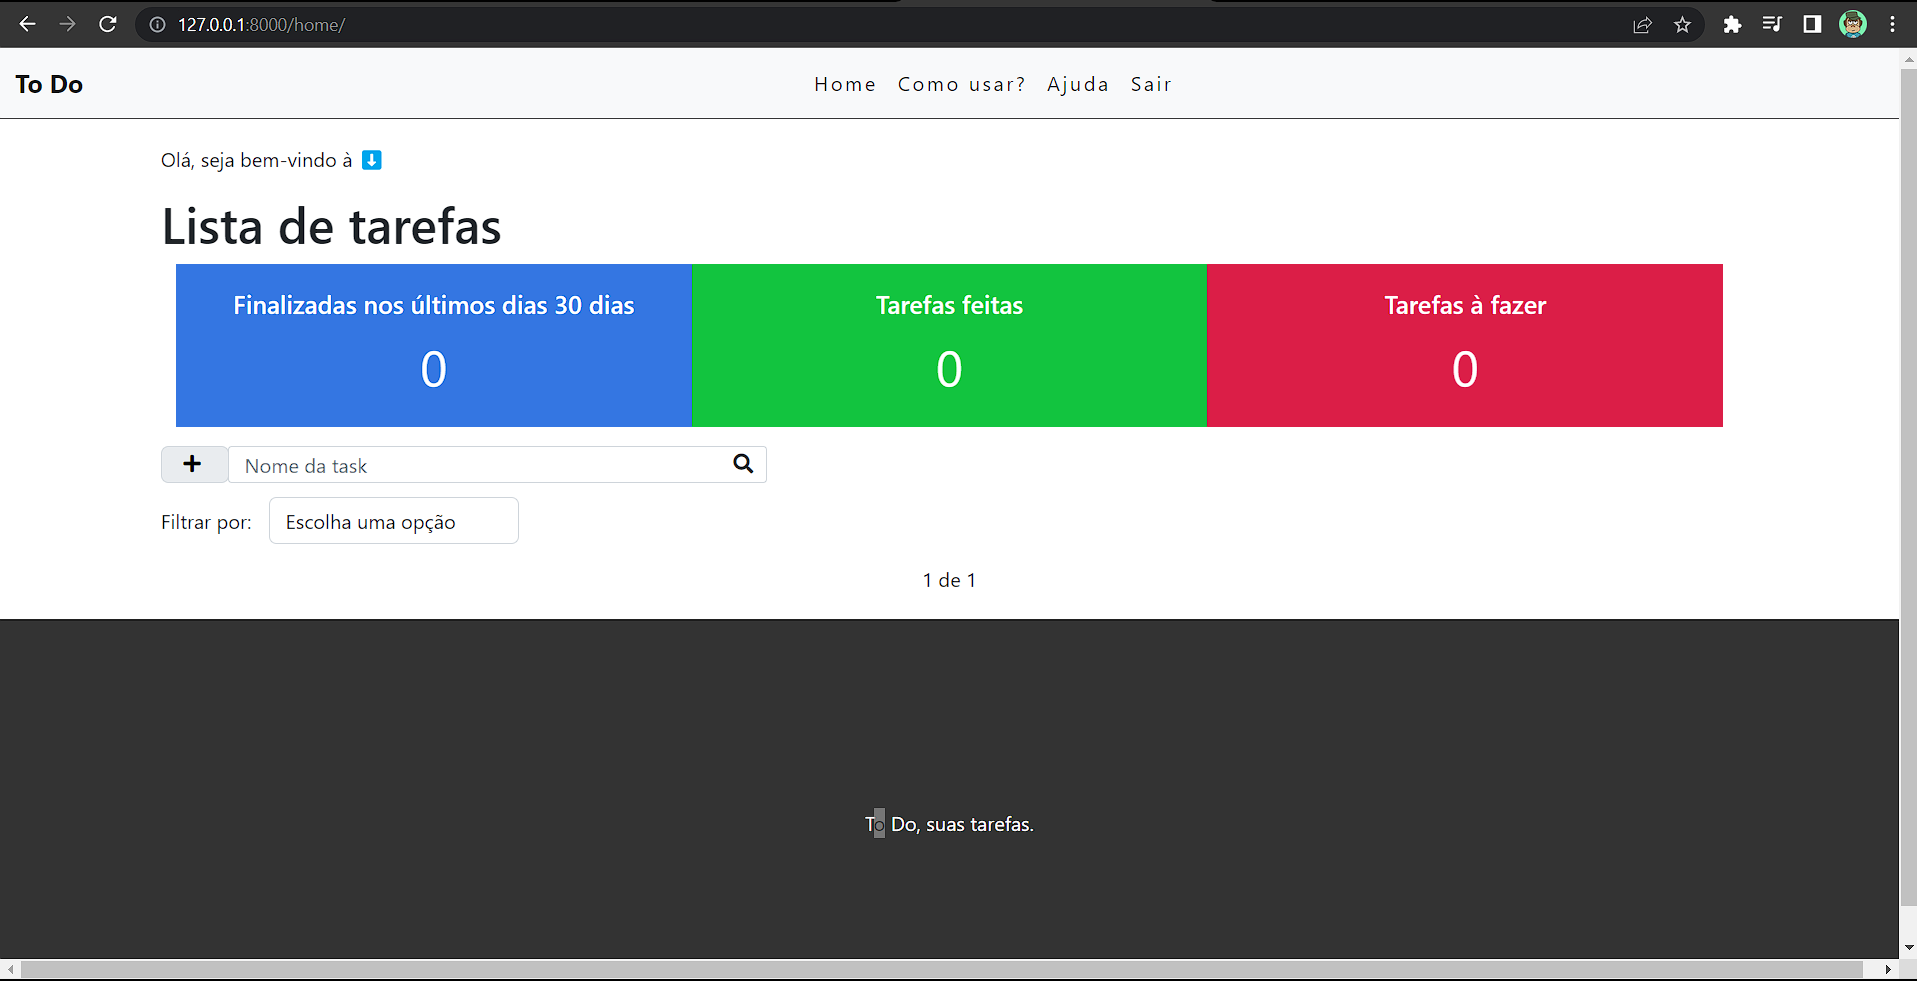 127.0.0.1:8000/home/
To Do
Home Como usar? Ajuda Sair
Olá, seja bem-vindo à ⬇️
Lista de tarefas
Finalizadas nos últimos dias 30 dias
0
Tarefas feitas
0
Tarefas à fazer
0
Nome da task
Filtrar por: Escolha uma opção
1 de 1
To Do, suas tarefas.